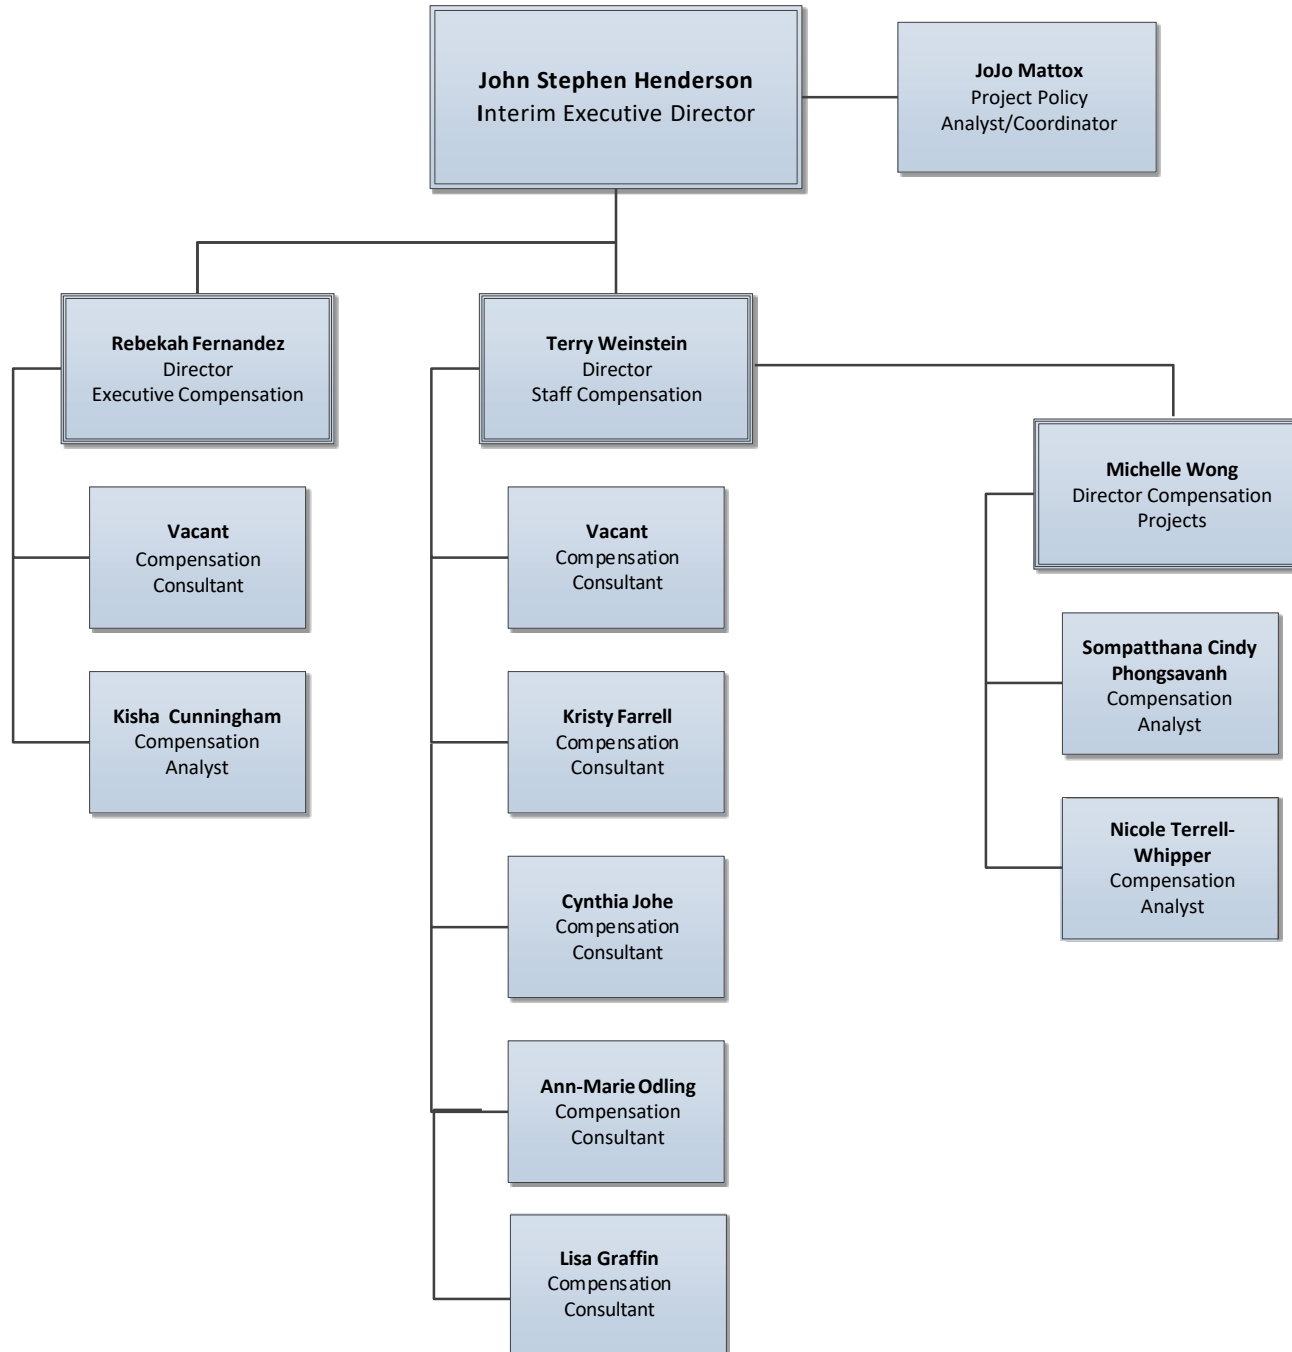 John Stephen Henderson
Interim Executive Director
JoJo Mattox
Project Policy
Analyst/Coordinator
Rebekah Fernandez
Director
Executive Compensation
Terry Weinstein
Director
Staff Compensation
Michelle Wong
Director Compensation
Projects
Vacant
Compensation
Consultant
Vacant
Compensation
Consultant
Sompatthana Cindy
Phongsavanh
Compensation
Analyst
Kisha Cunningham
Compensation
Analyst
Kristy Farrell
Compensation
Consultant
Nicole Terrell-
Whipper
Compensation
Analyst
Cynthia Johe
Compensation
Consultant
Ann-Marie Odling
Compensation
Consultant
Lisa Graffin
Compensation
Consultant